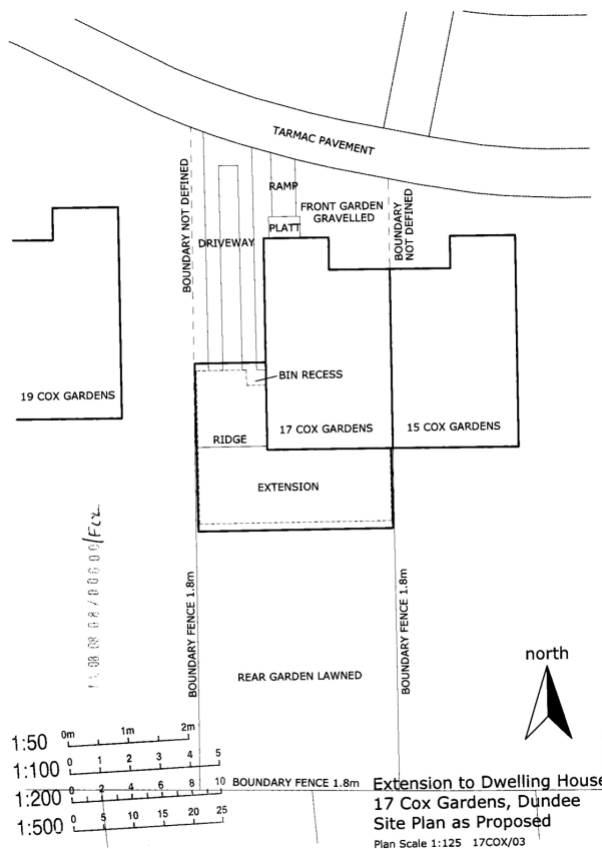 TARMAC PAVEMENT
BOUNDARY NOT DEFINED
RAMP
FRONT GARDEN
GRAVELLED
PLATT
DRIVEWAY
BOUNDARY
NOT DEFINED
BIN RECESS
19 COX GARDENS
17 COX GARDENS
15 COX GARDENS
RIDGE
EXTENSION
BOUNDARY FENCE 1.8m
BOUNDARY FENCE 1.8m
REAR GARDEN LAWNED
north
1:50 0m 1m 2m
1:100 0 1 2 3 4 5
1:200 0 2 4 6 8 10
1:500 0 5 10 15 20 25
BOUNDARY FENCE 1.8m
Extension to Dwelling House
17 Cox Gardens, Dundee
Site Plan as Proposed
Plan Scale 1:125 17COX/03